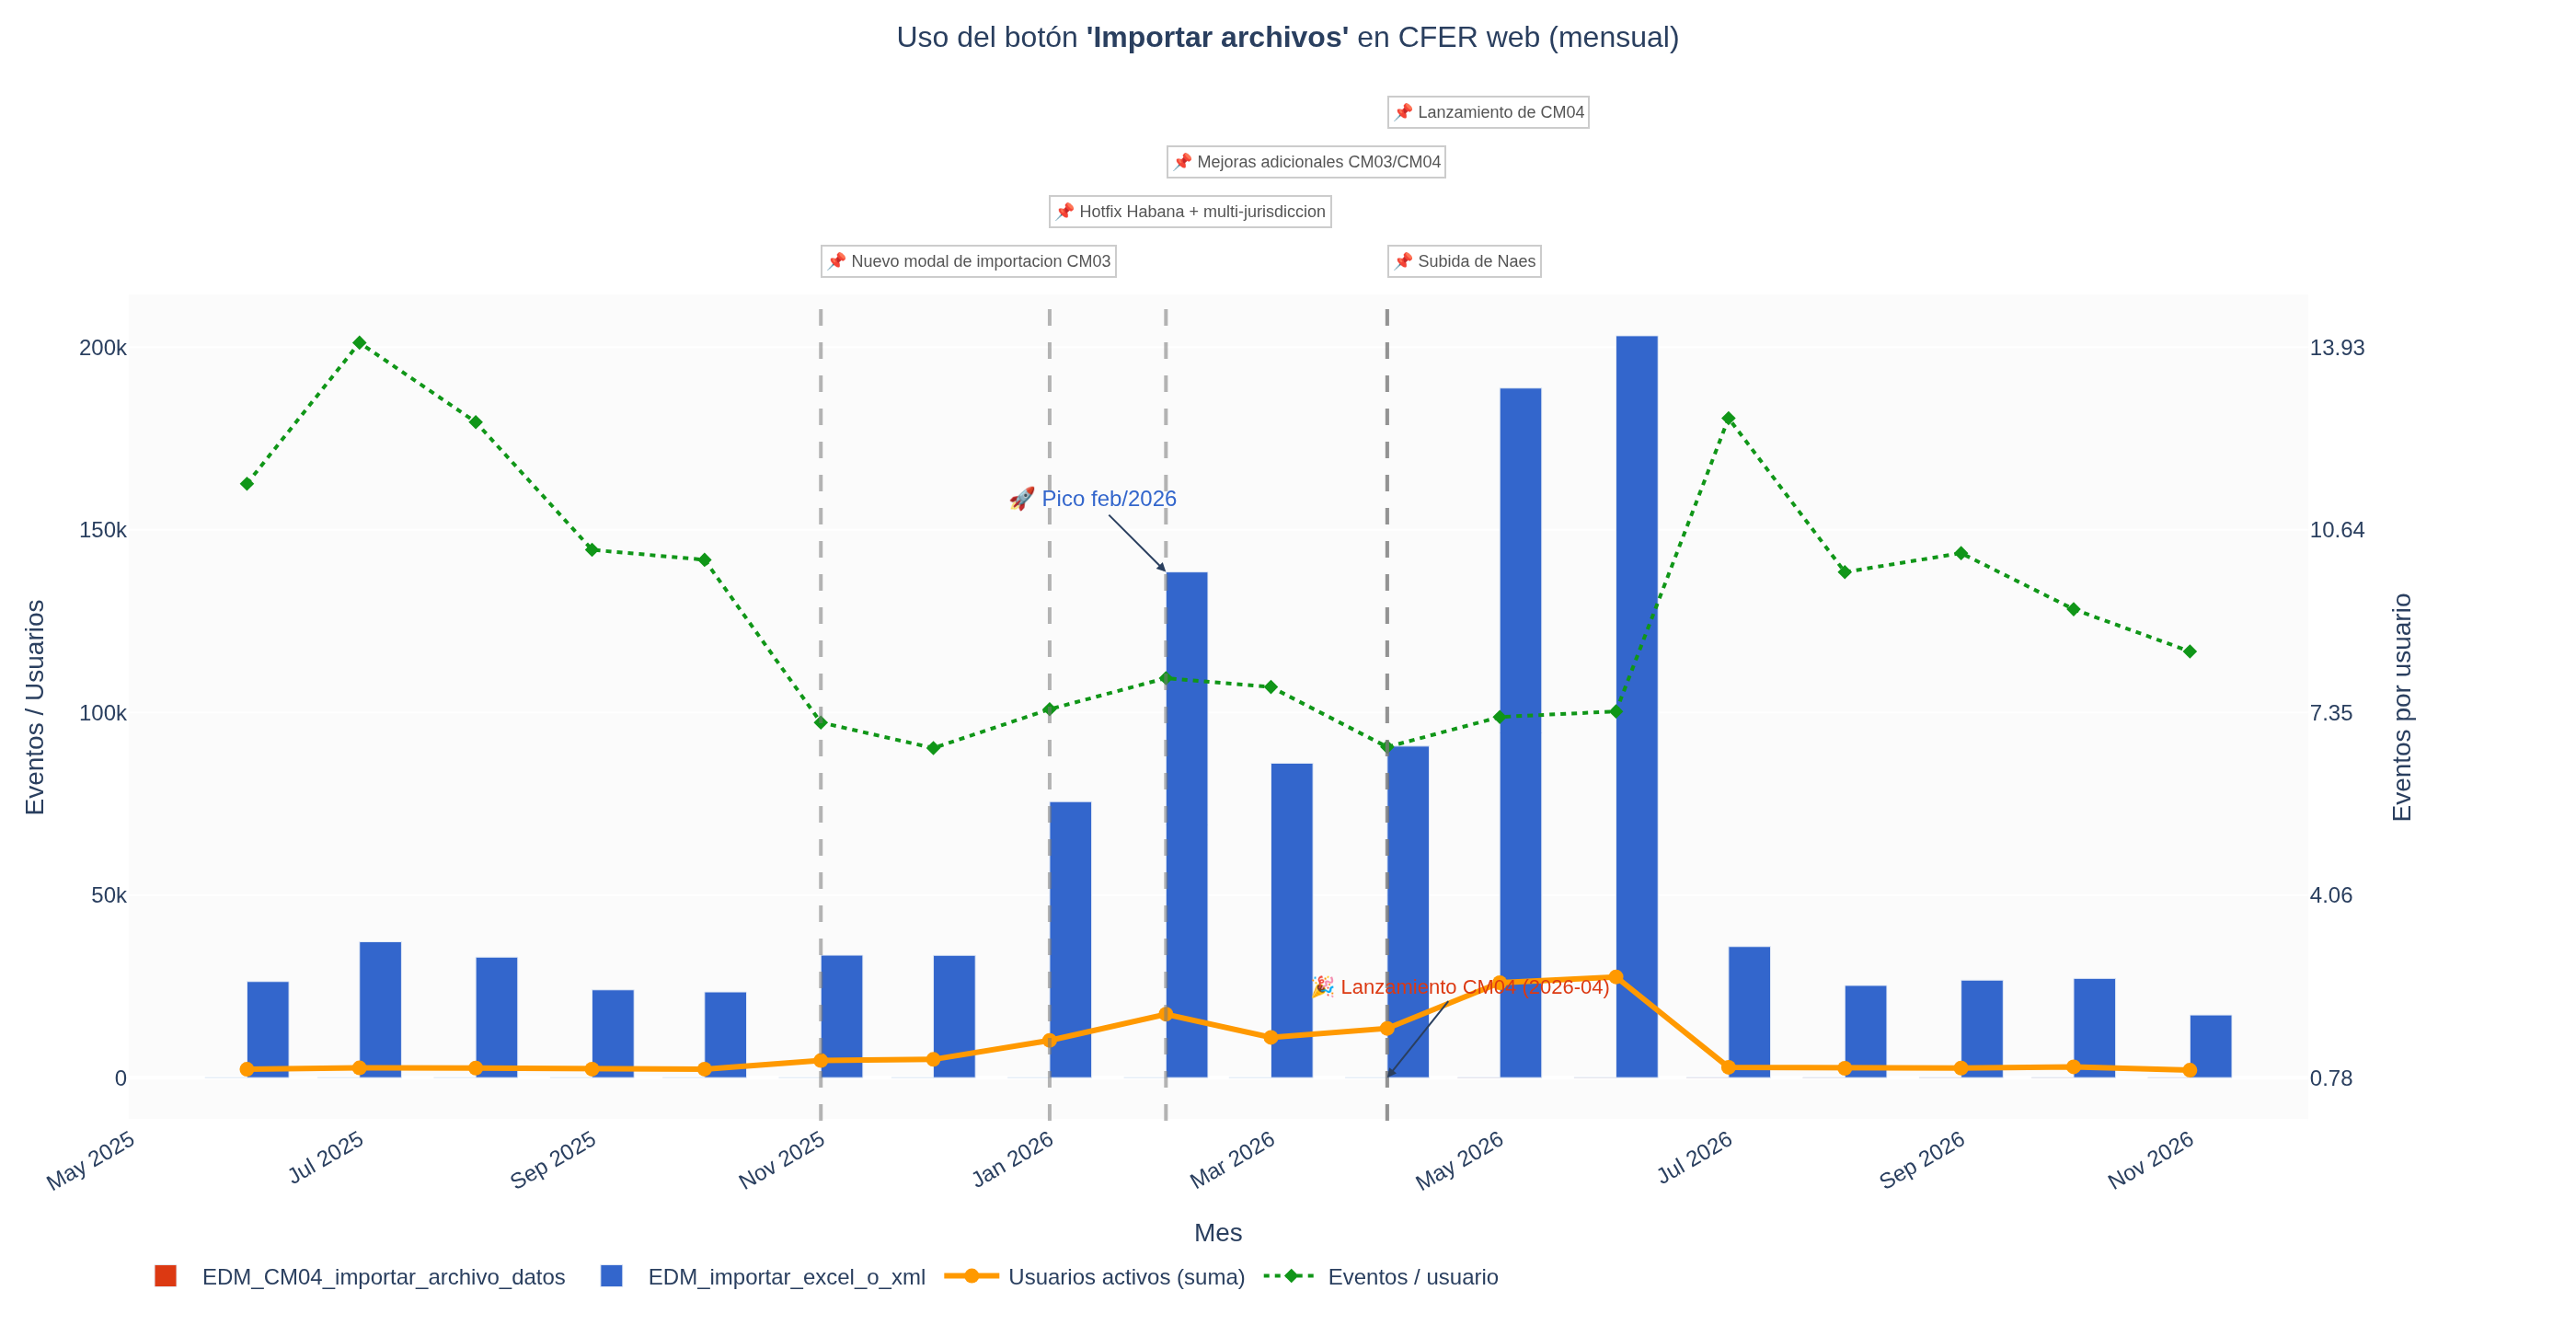 Uso del botón 'Importar archivos' en CFER web (mensual)
📌 Lanzamiento de CM04
📌 Mejoras adicionales CM03/CM04
📌 Hotfix Habana + multi-jurisdiccion
📌 Nuevo modal de importacion CM03
📌 Subida de Naes
200k
150k
100k
50k
0
Eventos / Usuarios
13.93
10.64
7.35
4.06
0.78
Eventos por usuario
🚀 Pico feb/2026
🎉 Lanzamiento CM04 (2026-04)
May 2025
Jul 2025
Sep 2025
Nov 2025
Jan 2026
Mar 2026
May 2026
Jul 2026
Sep 2026
Nov 2026
Mes
EDM_CM04_importar_archivo_datos
EDM_importar_excel_o_xml
Usuarios activos (suma)
Eventos / usuario